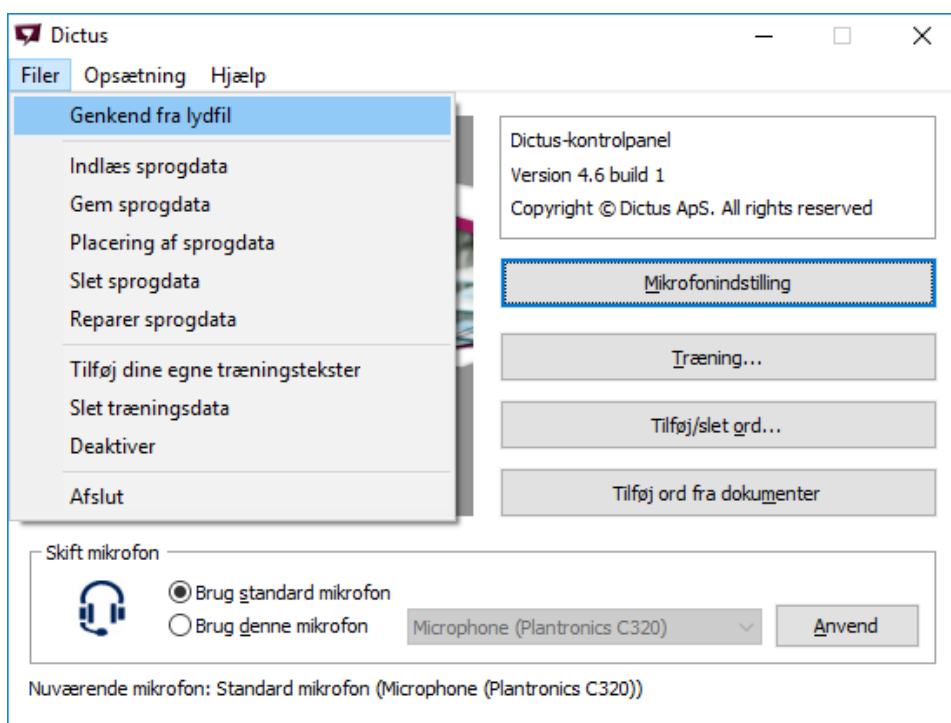 Dictus
Filer Opsætning Hjælp
Genkend fra lydfil
Indlæs sprogdata
Gem sprogdata
Placering af sprogdata
Slet sprogdata
Reparer sprogdata
Tilføj dine egne træningstekster
Slet træningsdata
Deaktiver
Afslut
Dictus-kontrolpanel
Version 4.6 build 1
Copyright © Dictus ApS. All rights reserved
Mikrofonindstilling
Træning...
Tilføj/slet ord...
Tilføj ord fra dokumenter
Skift mikrofon
Brug standard mikrofon
Brug denne mikrofon Microphone (Plantronics C320) Anvend
Nuværende mikrofon: Standard mikrofon (Microphone (Plantronics C320))